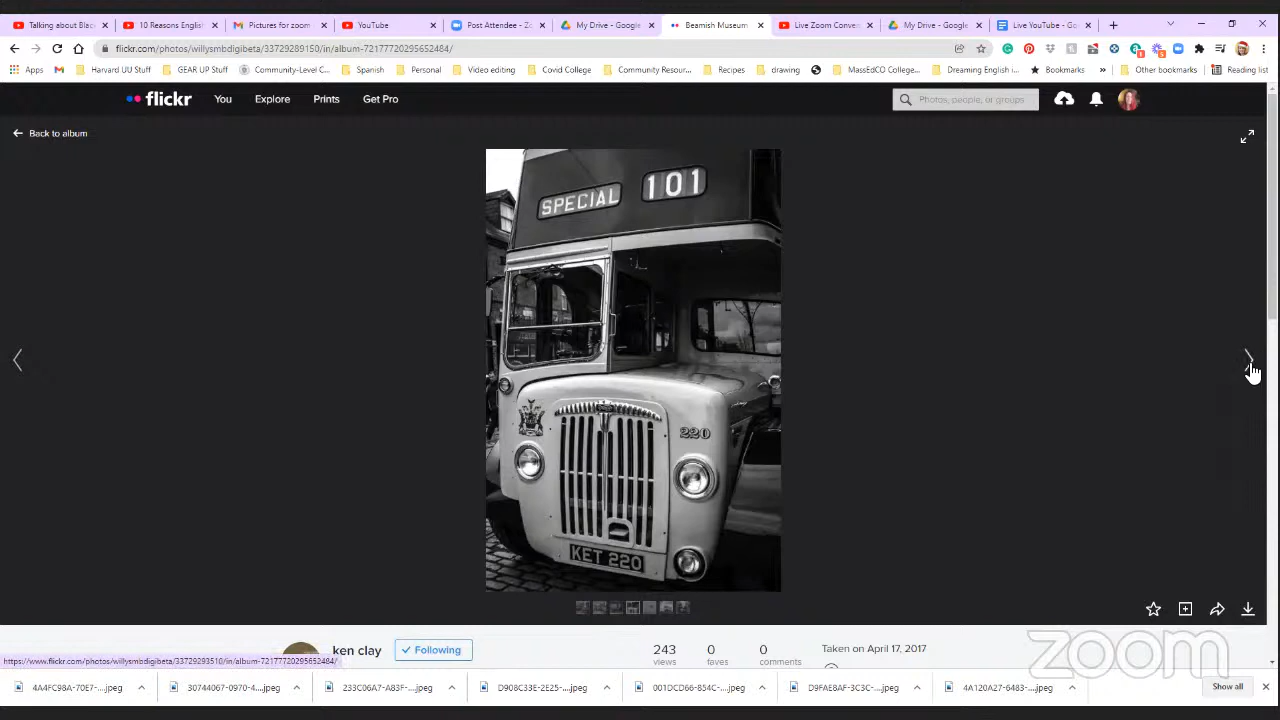 Talking about Blac
10 Reasons Englis
Pictures for zoom
YouTube
Post Attendee - Zo
My Drive - Google
Beamish Museum
Live Zoom Conver
My Drive - Google
Live YouTube - Go
flickr.com/photos/willysmbdigibeta/33729289150/in/album-72177720295652484/
Apps
Harvard UU Stuff
GEAR UP Stuff
Community-Level C...
Spanish
Personal
Video editing
Covid College
Community Resour...
Recipes
drawing
MassEdCO College...
Dreaming English i...
Bookmarks
»
Other bookmarks
Reading list
flickr
You
Explore
Prints
Get Pro
Photos, people, or groups
Back to album
SPECIAL 101
220
KET 220
ken clay
Following
243
views
0
faves
0
comments
Taken on April 17, 2017
https://www.flickr.com/photos/willysmbdigibeta/33729293510/in/album-72177720295652484/
zoom
4A4FC98A-70E7-....jpeg
30744067-0970-4....jpeg
233C06A7-A83F-....jpeg
D908CC3E-2E25-....jpeg
001DCD66-854C-....jpeg
D9FAE8AF-3C3C-....jpeg
4A120A27-6483-....jpeg
Show all